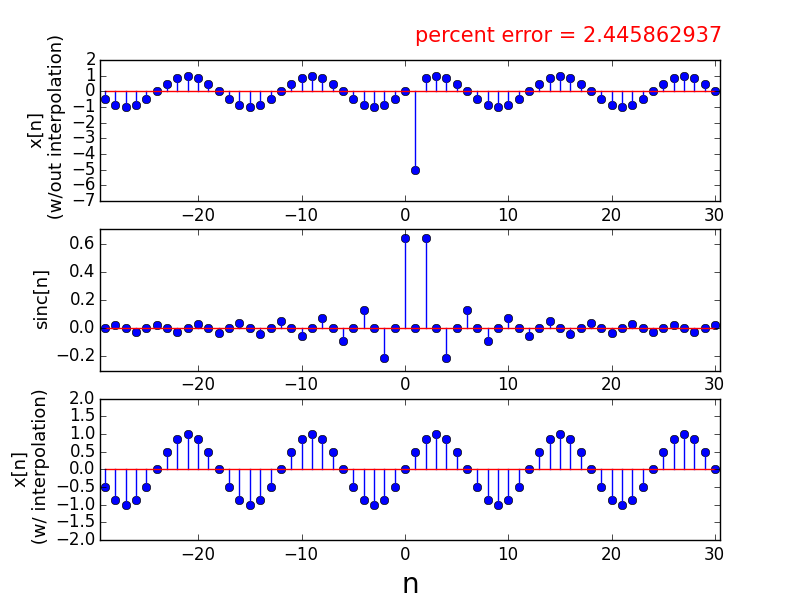 percent error = 2.445862937
x[n]
(w/out interpolation)
2
1
0
−1
−2
−3
−4
−5
−6
−7
−20 −10 0 10 20 30
sinc[n]
0.6
0.4
0.2
0.0
−0.2
−20 −10 0 10 20 30
x[n]
(w/ interpolation)
2.0
1.5
1.0
0.5
0.0
−0.5
−1.0
−1.5
−2.0
−20 −10 0 10 20 30
n